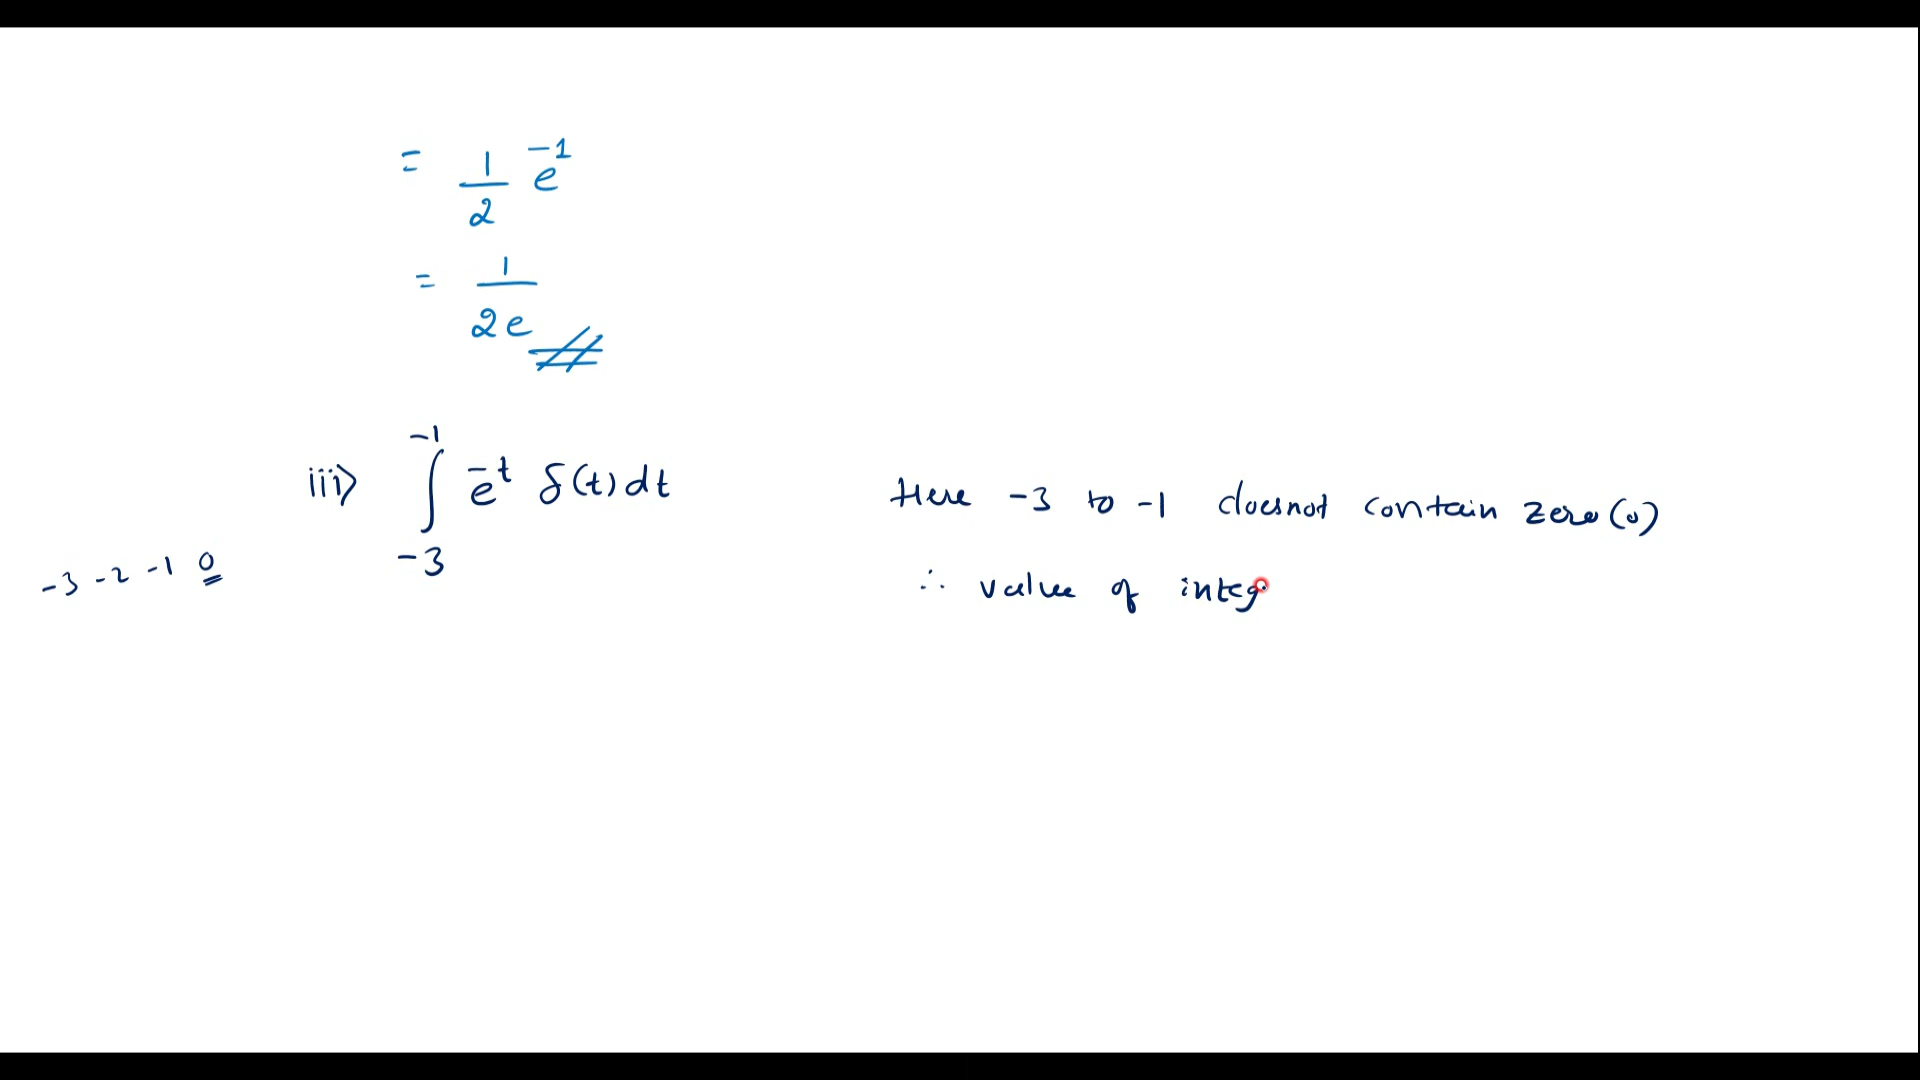 = 1/2 e^-1
= 1/2e
iii) ∫_-3^-1 e^-t δ(t) dt
-3 -2 -1 0
Here -3 to -1 doesnot contain zero (0)
∴ value of integ